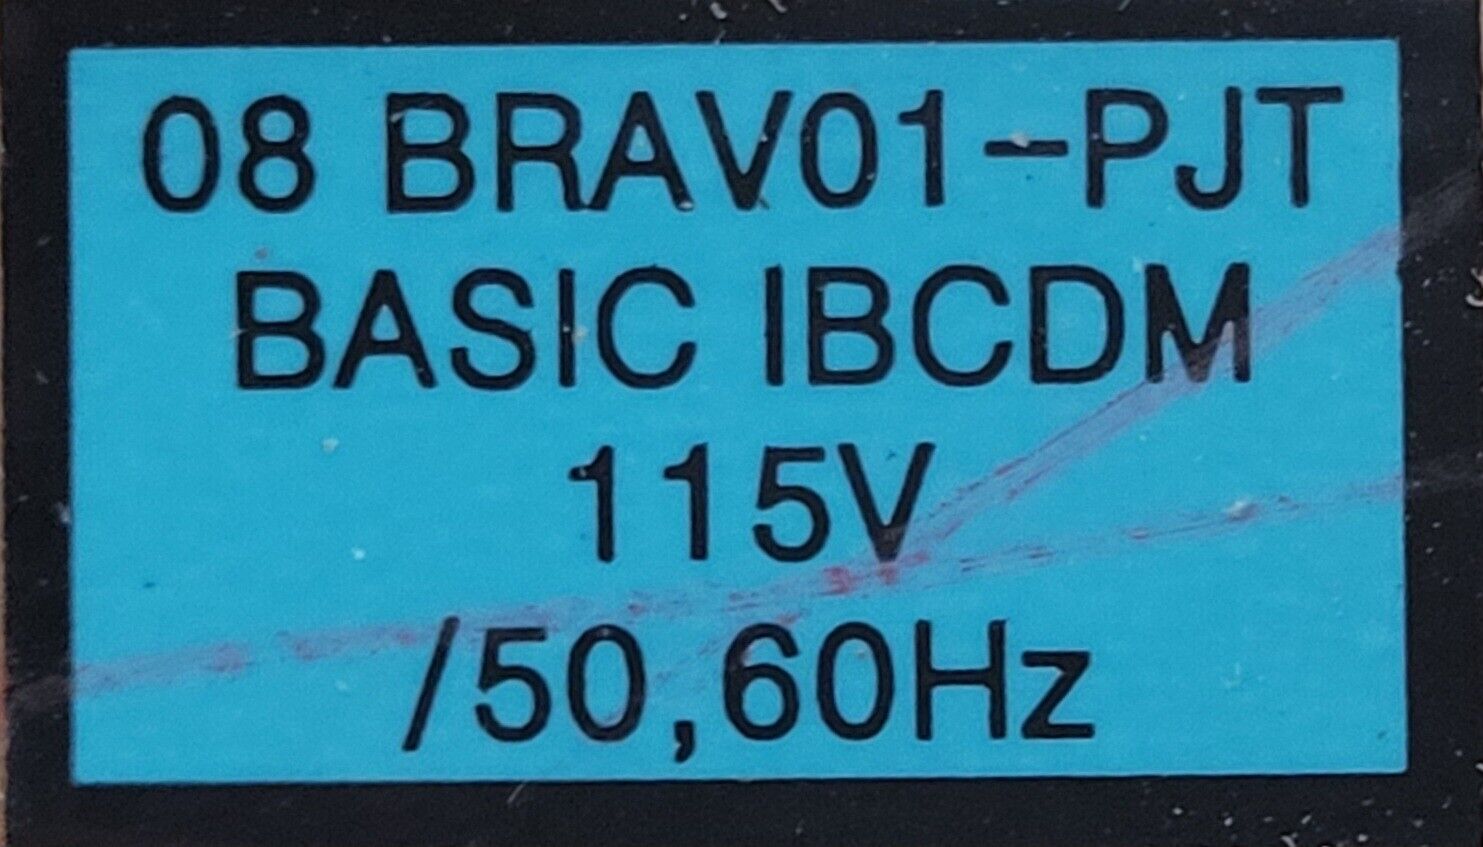 08 BRAV01-PJT
BASIC IBCDM
115V
/50,60Hz